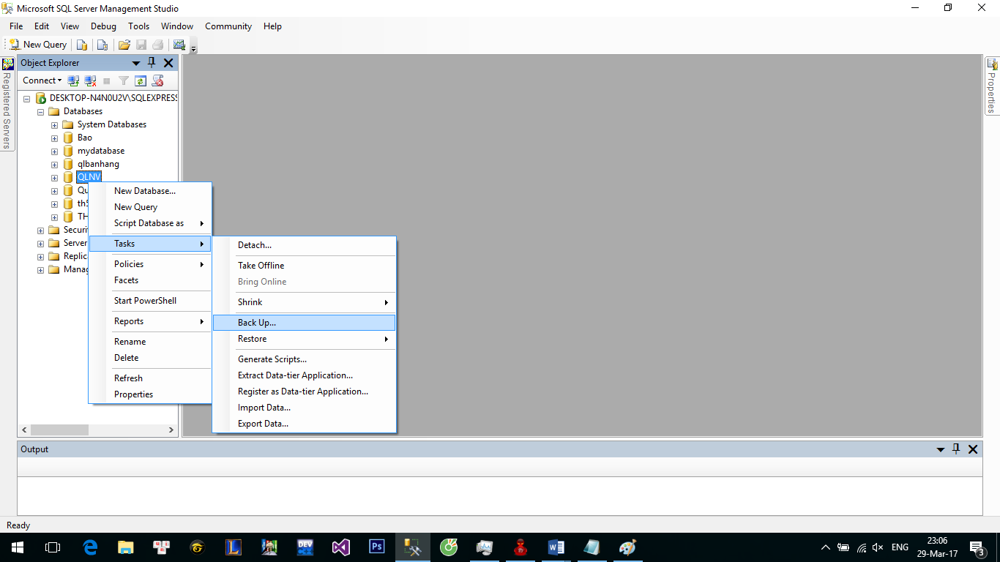 Microsoft SQL Server Management Studio
File Edit View Debug Tools Window Community Help
New Query
Registered Servers
Object Explorer
Connect
DESKTOP-N4N0U2V\SQLEXPRESS
Databases
System Databases
Bao
mydatabase
qlbanhang
QLNV
Qu
th5
TH
Securi
Server
Replic
Manag
New Database...
New Query
Script Database as
Tasks
Policies
Facets
Start PowerShell
Reports
Rename
Delete
Refresh
Properties
Detach...
Take Offline
Bring Online
Shrink
Back Up...
Restore
Generate Scripts...
Extract Data-tier Application...
Register as Data-tier Application...
Import Data...
Export Data...
Properties
Output
Ready
DEV
Ps
ENG
23:06
29-Mar-17
3